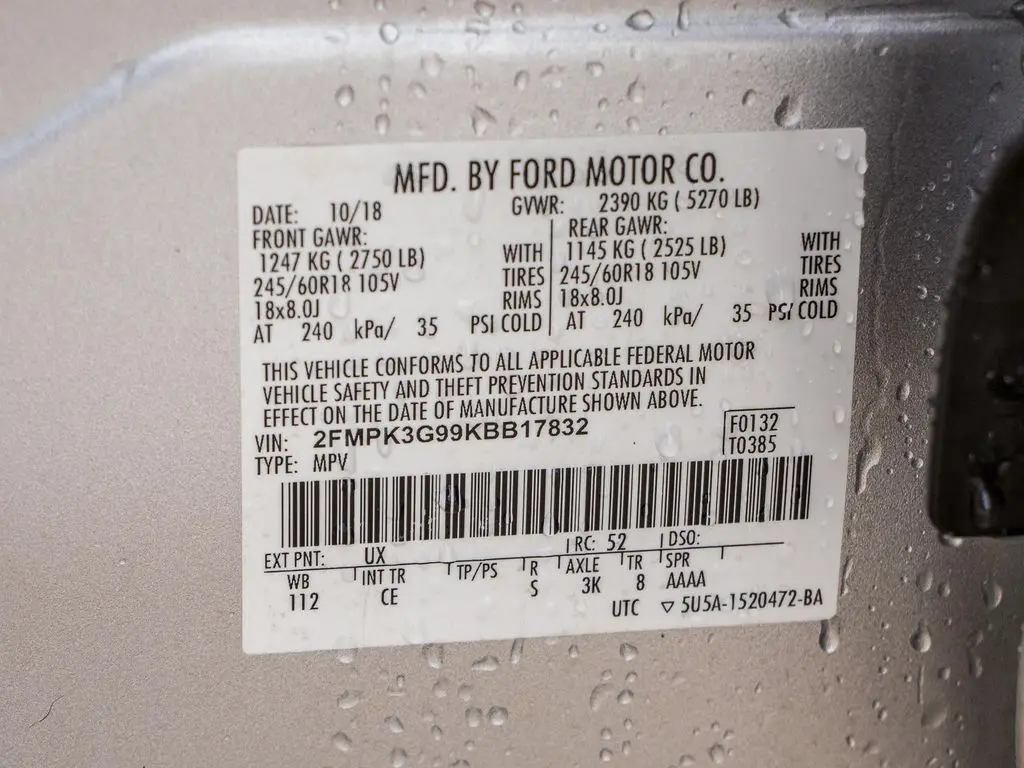 MFD. BY FORD MOTOR CO.
DATE: 10/18 GVWR: 2390 KG ( 5270 LB)
FRONT GAWR: REAR GAWR:
1247 KG ( 2750 LB) WITH 1145 KG ( 2525 LB) WITH
245/60R18 105V TIRES 245/60R18 105V TIRES
18x8.0J RIMS 18x8.0J RIMS
AT 240 kPa/ 35 PSI COLD AT 240 kPa/ 35 PSI COLD
THIS VEHICLE CONFORMS TO ALL APPLICABLE FEDERAL MOTOR
VEHICLE SAFETY AND THEFT PREVENTION STANDARDS IN
EFFECT ON THE DATE OF MANUFACTURE SHOWN ABOVE.
VIN: 2FMPK3G99KBB17832 F0132
TYPE: MPV T0385
EXT PNT: UX RC: 52 DSO:
WB INT TR TP/PS R AXLE TR SPR
112 CE S 3K 8 AAAA
UTC ▽ 5U5A-1520472-BA